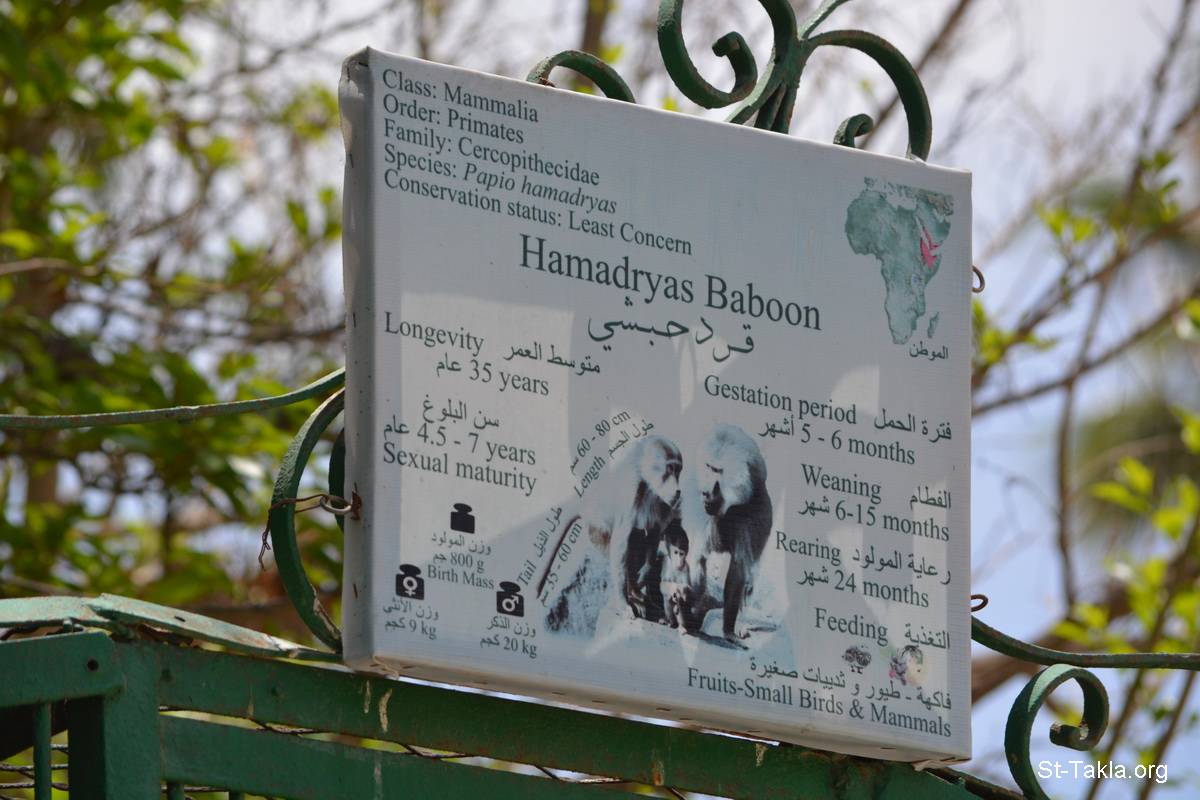 Class: Mammalia
Order: Primates
Family: Cercopithecidae
Species: Papio hamadryas
Conservation status: Least Concern
Hamadryas Baboon
قرد حبشي
الموطن
Longevity متوسط العمر
35 years عام
سن البلوغ
4.5 - 7 years عام
Sexual maturity
وزن المولود
800 g جم
Birth Mass
وزن الأنثى
9 kg كجم
وزن الذكر
20 kg كجم
60 - 80 cm سم
Length طول الجسم
Tail طول الذيل
35 - 60 cm
Gestation period فترة الحمل
5 - 6 months أشهر
Weaning الفطام
6-15 months شهر
Rearing رعاية المولود
24 months شهر
Feeding التغذية
فاكهة - طيور و ثدييات صغيرة
Fruits-Small Birds & Mammals
St-Takla.org